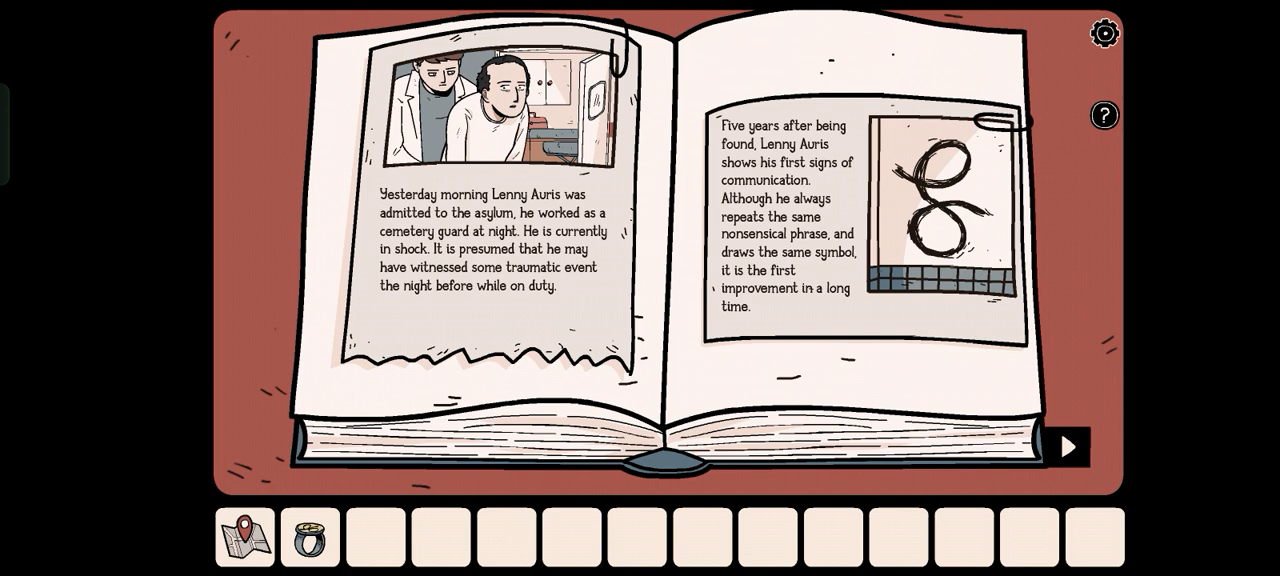 Yesterday morning Lenny Auris was
admitted to the asylum, he worked as a
cemetery guard at night. He is currently
in shock. It is presumed that he may
have witnessed some traumatic event
the night before while on duty.
Five years after being
found, Lenny Auris
shows his first signs of
communication.
Although he always
repeats the same
nonsensical phrase, and
draws the same symbol,
it is the first
improvement in a long
time.
?